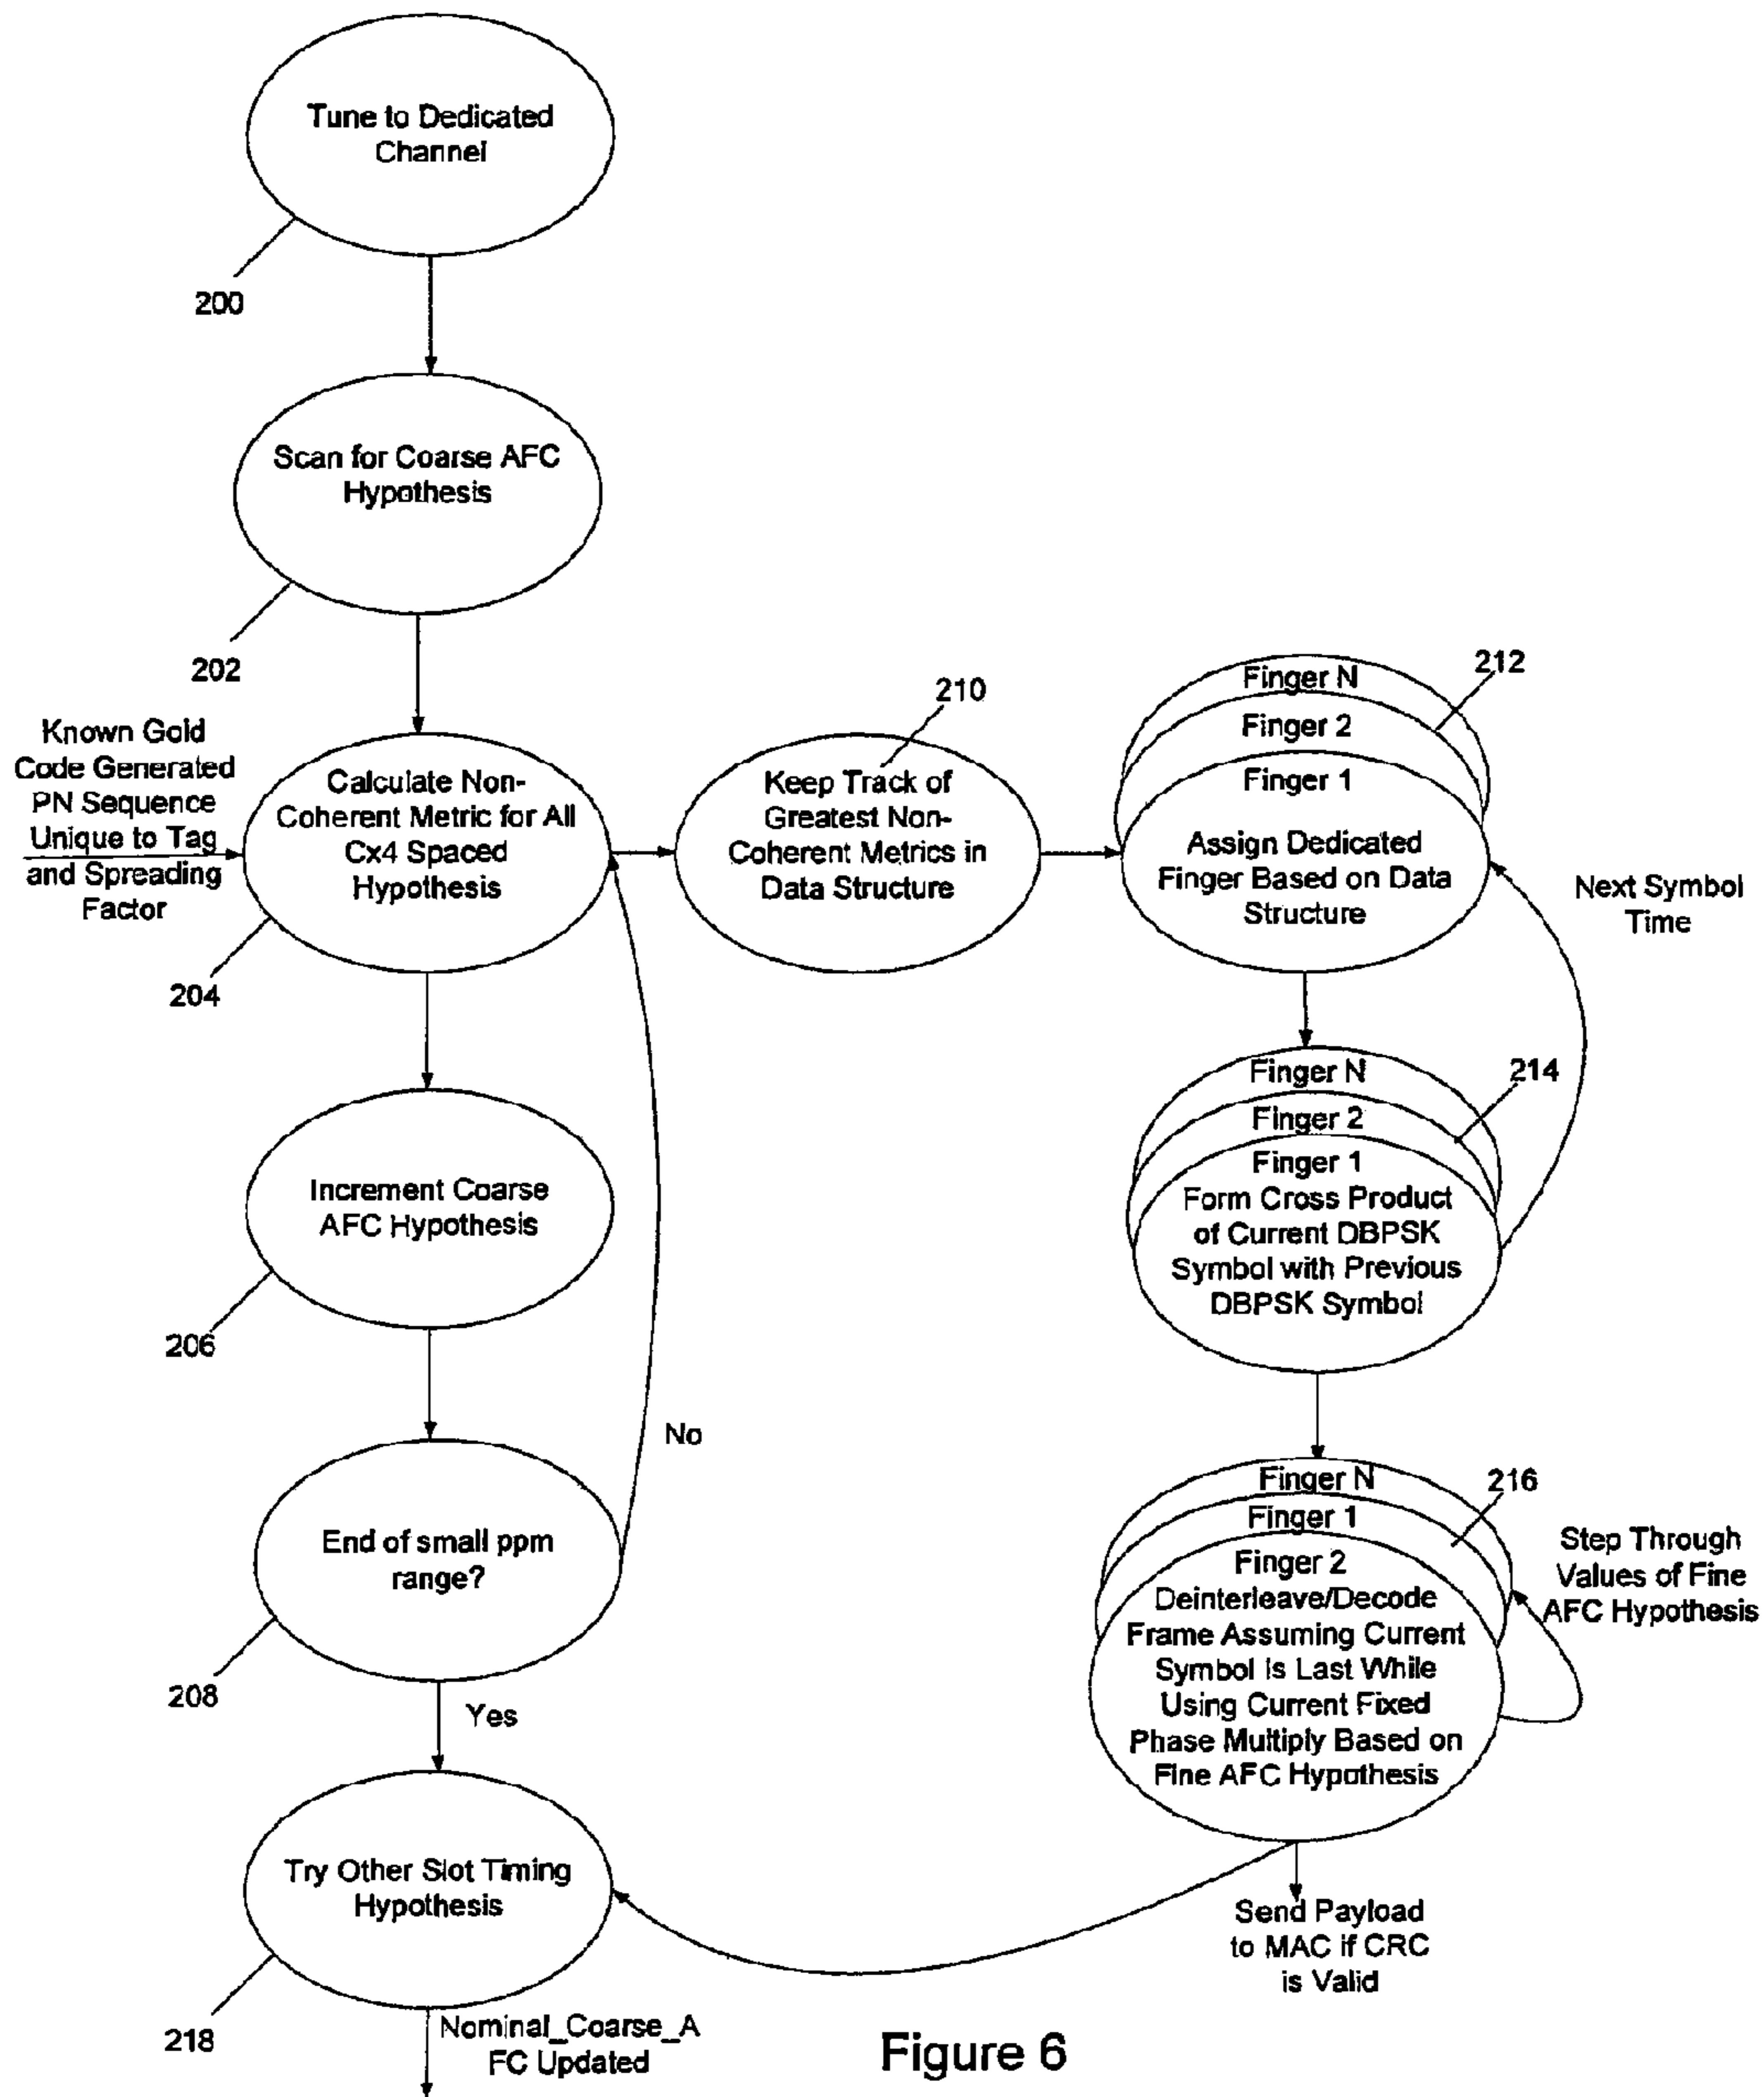 Tune to Dedicated
Channel
200
Scan for Coarse AFC
Hypothesis
202
Known Gold
Code Generated
PN Sequence
Unique to Tag
and Spreading
Factor
Calculate Non-
Coherent Metric for All
Cx4 Spaced
Hypothesis
204
210
Keep Track of
Greatest Non-
Coherent Metrics in
Data Structure
212
Finger N
Finger 2
Finger 1
Assign Dedicated
Finger Based on Data
Structure
Next Symbol
Time
Increment Coarse
AFC Hypothesis
206
214
Finger N
Finger 2
Finger 1
Form Cross Product
of Current DBPSK
Symbol with Previous
DBPSK Symbol
No
End of small ppm
range?
208
Yes
216
Finger N
Finger 1
Finger 2
Deinterleave/Decode
Frame Assuming Current
Symbol Is Last While
Using Current Fixed
Phase Multiply Based on
Fine AFC Hypothesis
Step Through
Values of Fine
AFC Hypothesis
Try Other Slot Timing
Hypothesis
218
Send Payload
to MAC if CRC
is Valid
Nominal_Coarse_A
FC Updated
Figure 6